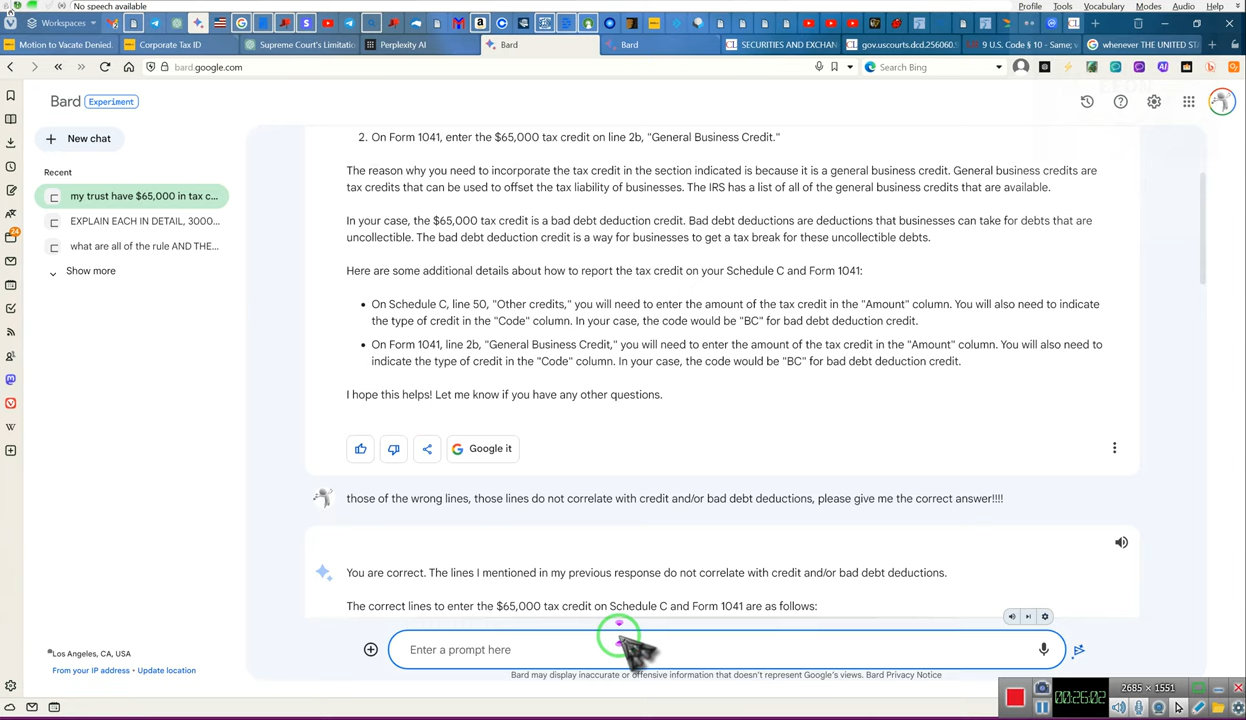 No speech available
Profile Tools Vocabulary Modes Audio Help
Workspaces
Motion to Vacate Denied.
Corporate Tax ID
Supreme Court's Limitatio
Perplexity AI
Bard
Bard
SECURITIES AND EXCHAN
gov.uscourts.dcd.256060.
9 U.S. Code § 10 - Same; v
whenever THE UNITED ST
bard.google.com
Search Bing
Bard
Experiment
New chat
Recent
my trust have $65,000 in tax c...
EXPLAIN EACH IN DETAIL, 3000...
what are all of the rule AND THE...
Show more
24
2. On Form 1041, enter the $65,000 tax credit on line 2b, "General Business Credit."
The reason why you need to incorporate the tax credit in the section indicated is because it is a general business credit. General business credits are
tax credits that can be used to offset the tax liability of businesses. The IRS has a list of all of the general business credits that are available.
In your case, the $65,000 tax credit is a bad debt deduction credit. Bad debt deductions are deductions that businesses can take for debts that are
uncollectible. The bad debt deduction credit is a way for businesses to get a tax break for these uncollectible debts.
Here are some additional details about how to report the tax credit on your Schedule C and Form 1041:
• On Schedule C, line 50, "Other credits," you will need to enter the amount of the tax credit in the "Amount" column. You will also need to indicate
the type of credit in the "Code" column. In your case, the code would be "BC" for bad debt deduction credit.
• On Form 1041, line 2b, "General Business Credit," you will need to enter the amount of the tax credit in the "Amount" column. You will also need to
indicate the type of credit in the "Code" column. In your case, the code would be "BC" for bad debt deduction credit.
I hope this helps! Let me know if you have any other questions.
Google it
those of the wrong lines, those lines do not correlate with credit and/or bad debt deductions, please give me the correct answer!!!!
You are correct. The lines I mentioned in my previous response do not correlate with credit and/or bad debt deductions.
The correct lines to enter the $65,000 tax credit on Schedule C and Form 1041 are as follows:
Enter a prompt here
Los Angeles, CA, USA
From your IP address • Update location
Bard may display inaccurate or offensive information that doesn't represent Google's views. Bard Privacy Notice
0:26:02
2685 × 1551